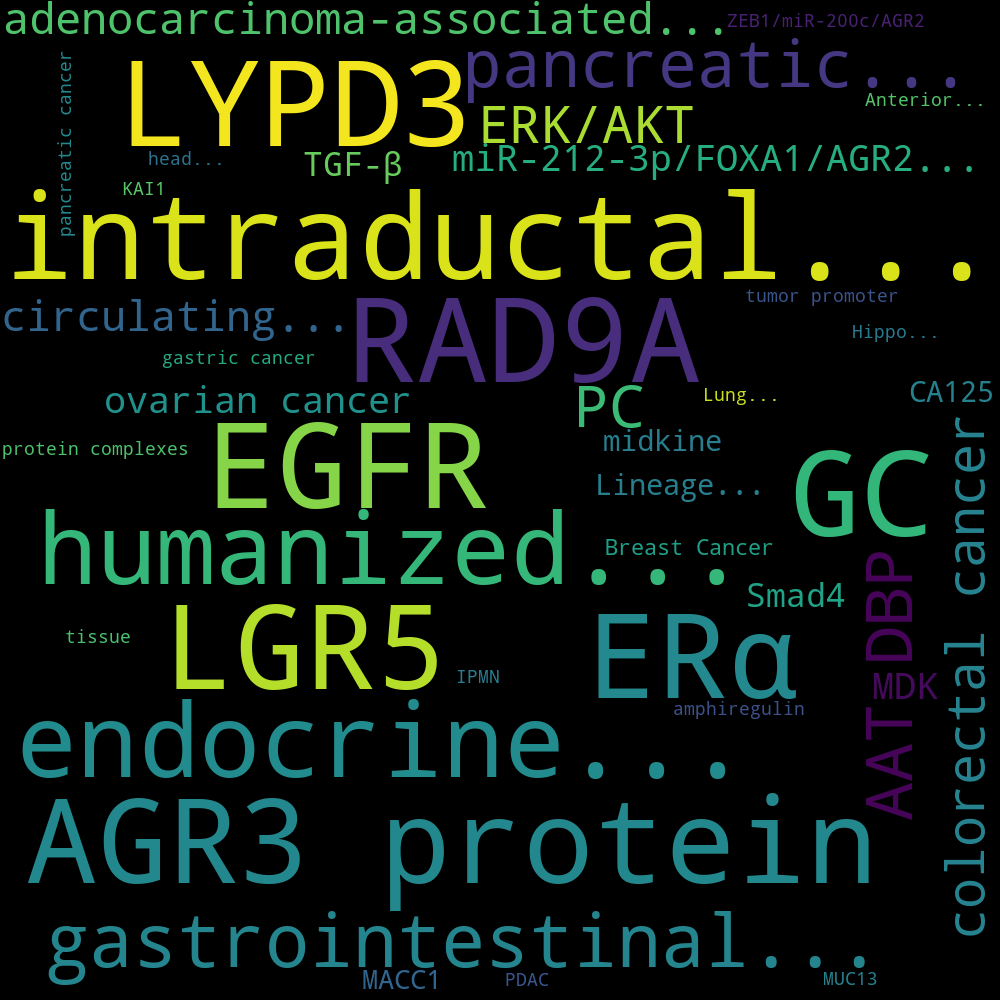 adenocarcinoma-associated...
ZEB1/miR-200c/AGR2
pancreatic...
LYPD3
pancreatic cancer
Anterior...
ERK/AKT
head...
TGF-β
miR-212-3p/FOXA1/AGR2...
KAI1
intraductal...
circulating...
RAD9A
tumor promoter
Hippo...
gastric cancer
ovarian cancer
PC
Lung...
CA125
EGFR
midkine
protein complexes
Lineage...
GC
colorectal cancer
humanized...
Breast Cancer
DBP
Smad4
LGR5
ERα
tissue
IPMN
MDK
amphiregulin
endocrine...
AAT
AGR3 protein
gastrointestinal...
MACC1
PDAC
MUC13